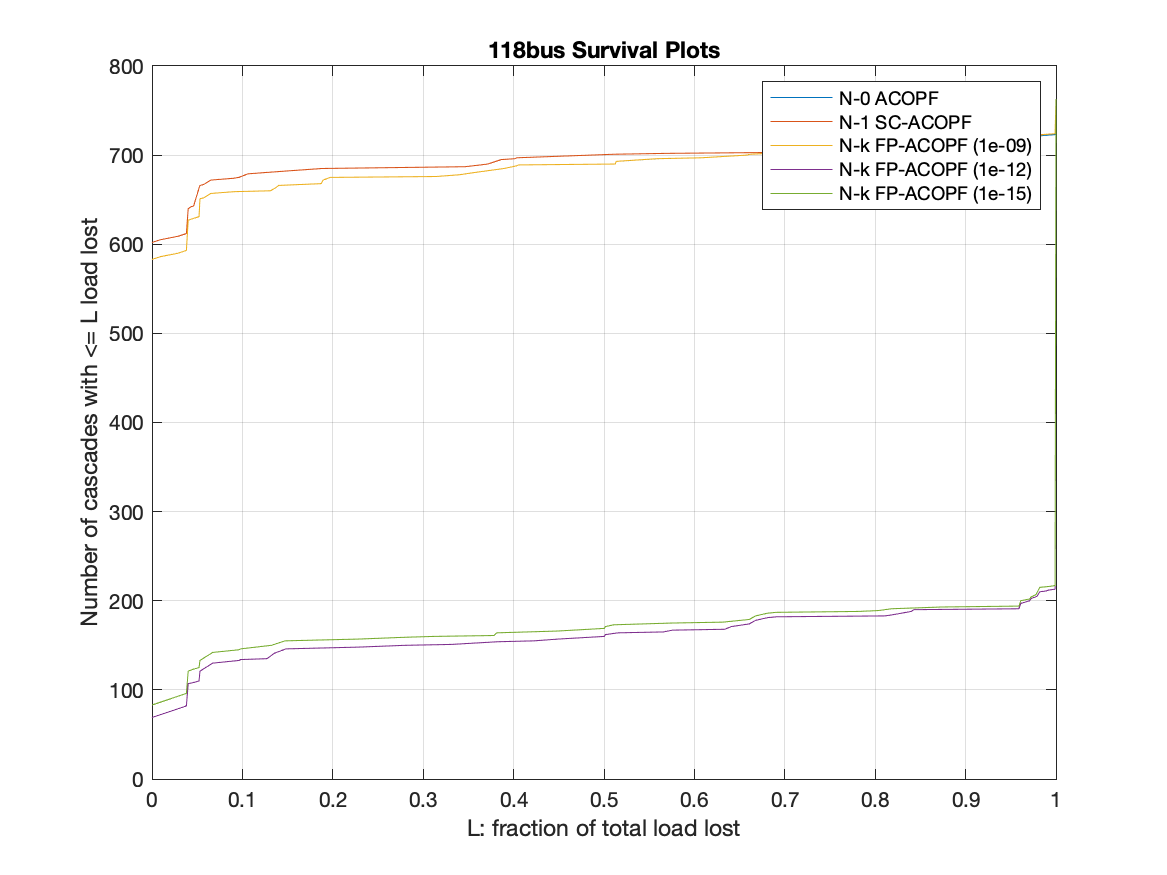 118bus Survival Plots
N-0 ACOPF
N-1 SC-ACOPF
N-k FP-ACOPF (1e-09)
N-k FP-ACOPF (1e-12)
N-k FP-ACOPF (1e-15)
Number of cascades with <= L load lost
800
700
600
500
400
300
200
100
0
0 0.1 0.2 0.3 0.4 0.5 0.6 0.7 0.8 0.9 1
L: fraction of total load lost